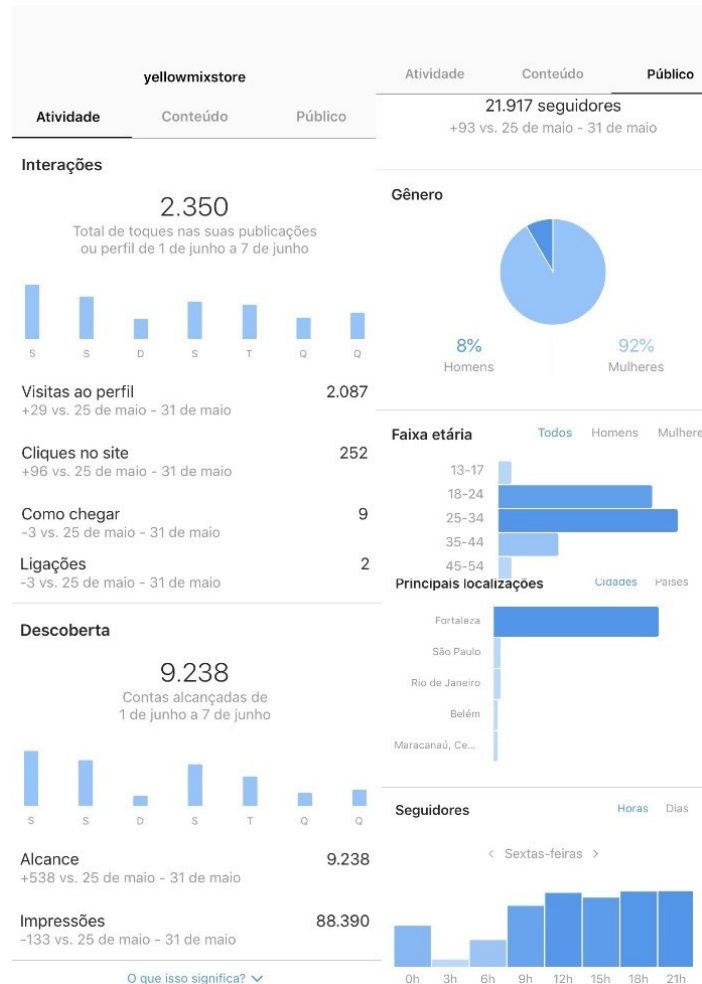 yellowmixstore
Atividade Conteúdo Público
Interações
2.350
Total de toques nas suas publicações
ou perfil de 1 de junho a 7 de junho
S S D S T Q Q
Visitas ao perfil 2.087
+29 vs. 25 de maio - 31 de maio
Cliques no site 252
+96 vs. 25 de maio - 31 de maio
Como chegar 9
-3 vs. 25 de maio - 31 de maio
Ligações 2
-3 vs. 25 de maio - 31 de maio
Descoberta
9.238
Contas alcançadas de
1 de junho a 7 de junho
S S D S T Q Q
Alcance 9.238
+538 vs. 25 de maio - 31 de maio
Impressões 88.390
-133 vs. 25 de maio - 31 de maio
O que isso significa?
Atividade Conteúdo Público
21.917 seguidores
+93 vs. 25 de maio - 31 de maio
Gênero
8% 92%
Homens Mulheres
Faixa etária Todos Homens Mulhere
13-17
18-24
25-34
35-44
45-54
Principais localizações Cidades Países
Fortaleza
São Paulo
Rio de Janeiro
Belém
Maracanaú, Ce...
Seguidores Horas Dias
< Sextas-feiras >
0h 3h 6h 9h 12h 15h 18h 21h